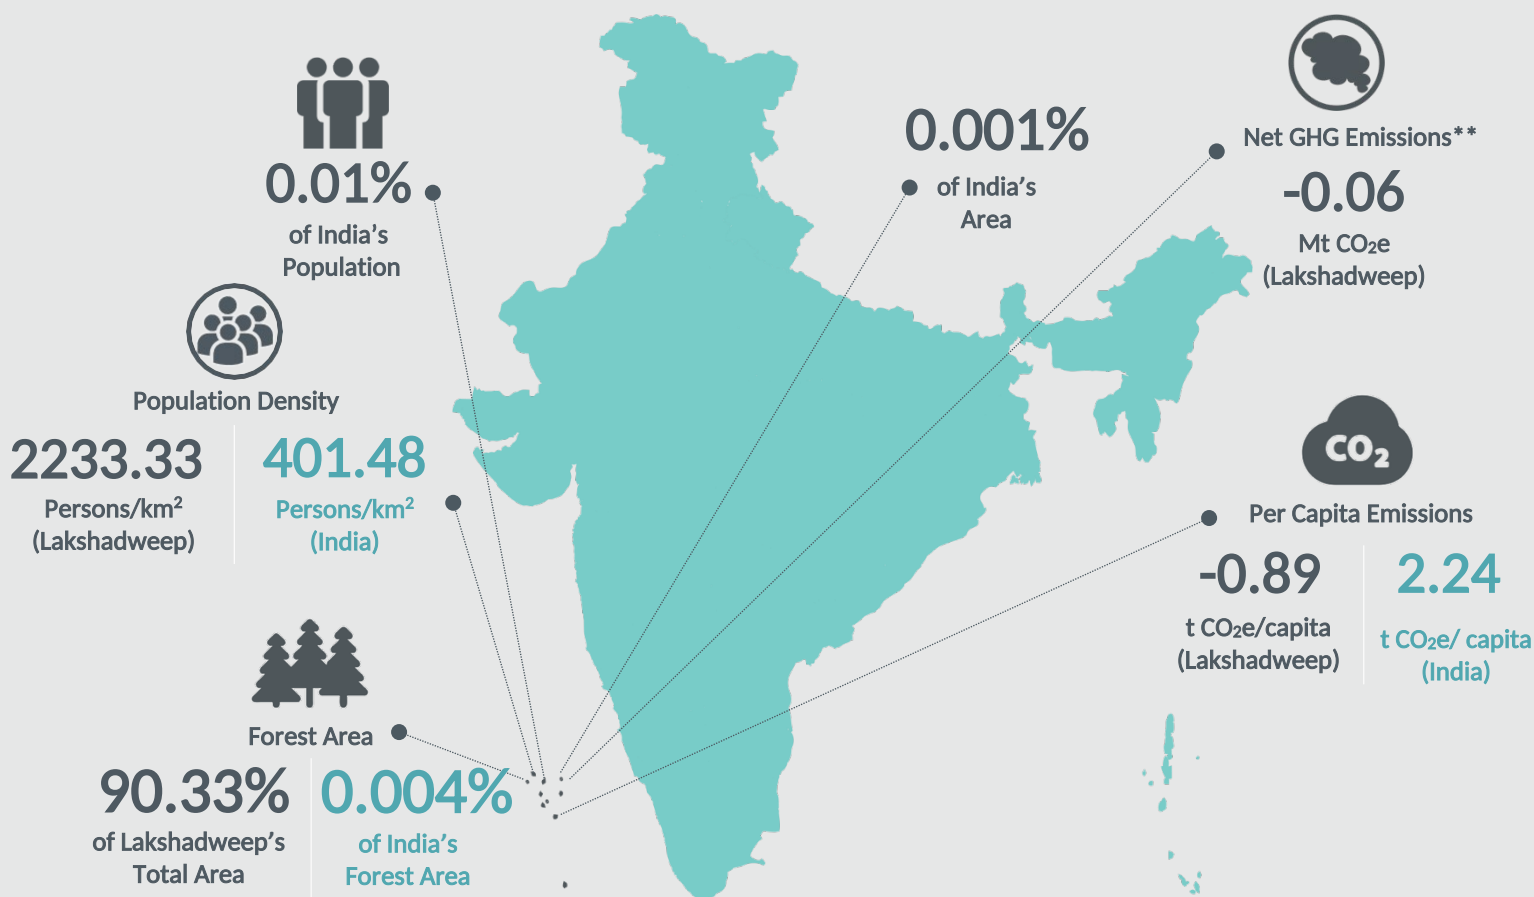 0.01%
of India's
Population
Population Density
2233.33
Persons/km²
(Lakshadweep)
401.48
Persons/km²
(India)
Forest Area
90.33%
of Lakshadweep's
Total Area
0.004%
of India's
Forest Area
0.001%
of India's
Area
Net GHG Emissions**
-0.06
Mt CO₂e
(Lakshadweep)
CO₂
Per Capita Emissions
-0.89
t CO₂e/capita
(Lakshadweep)
2.24
t CO₂e/ capita
(India)